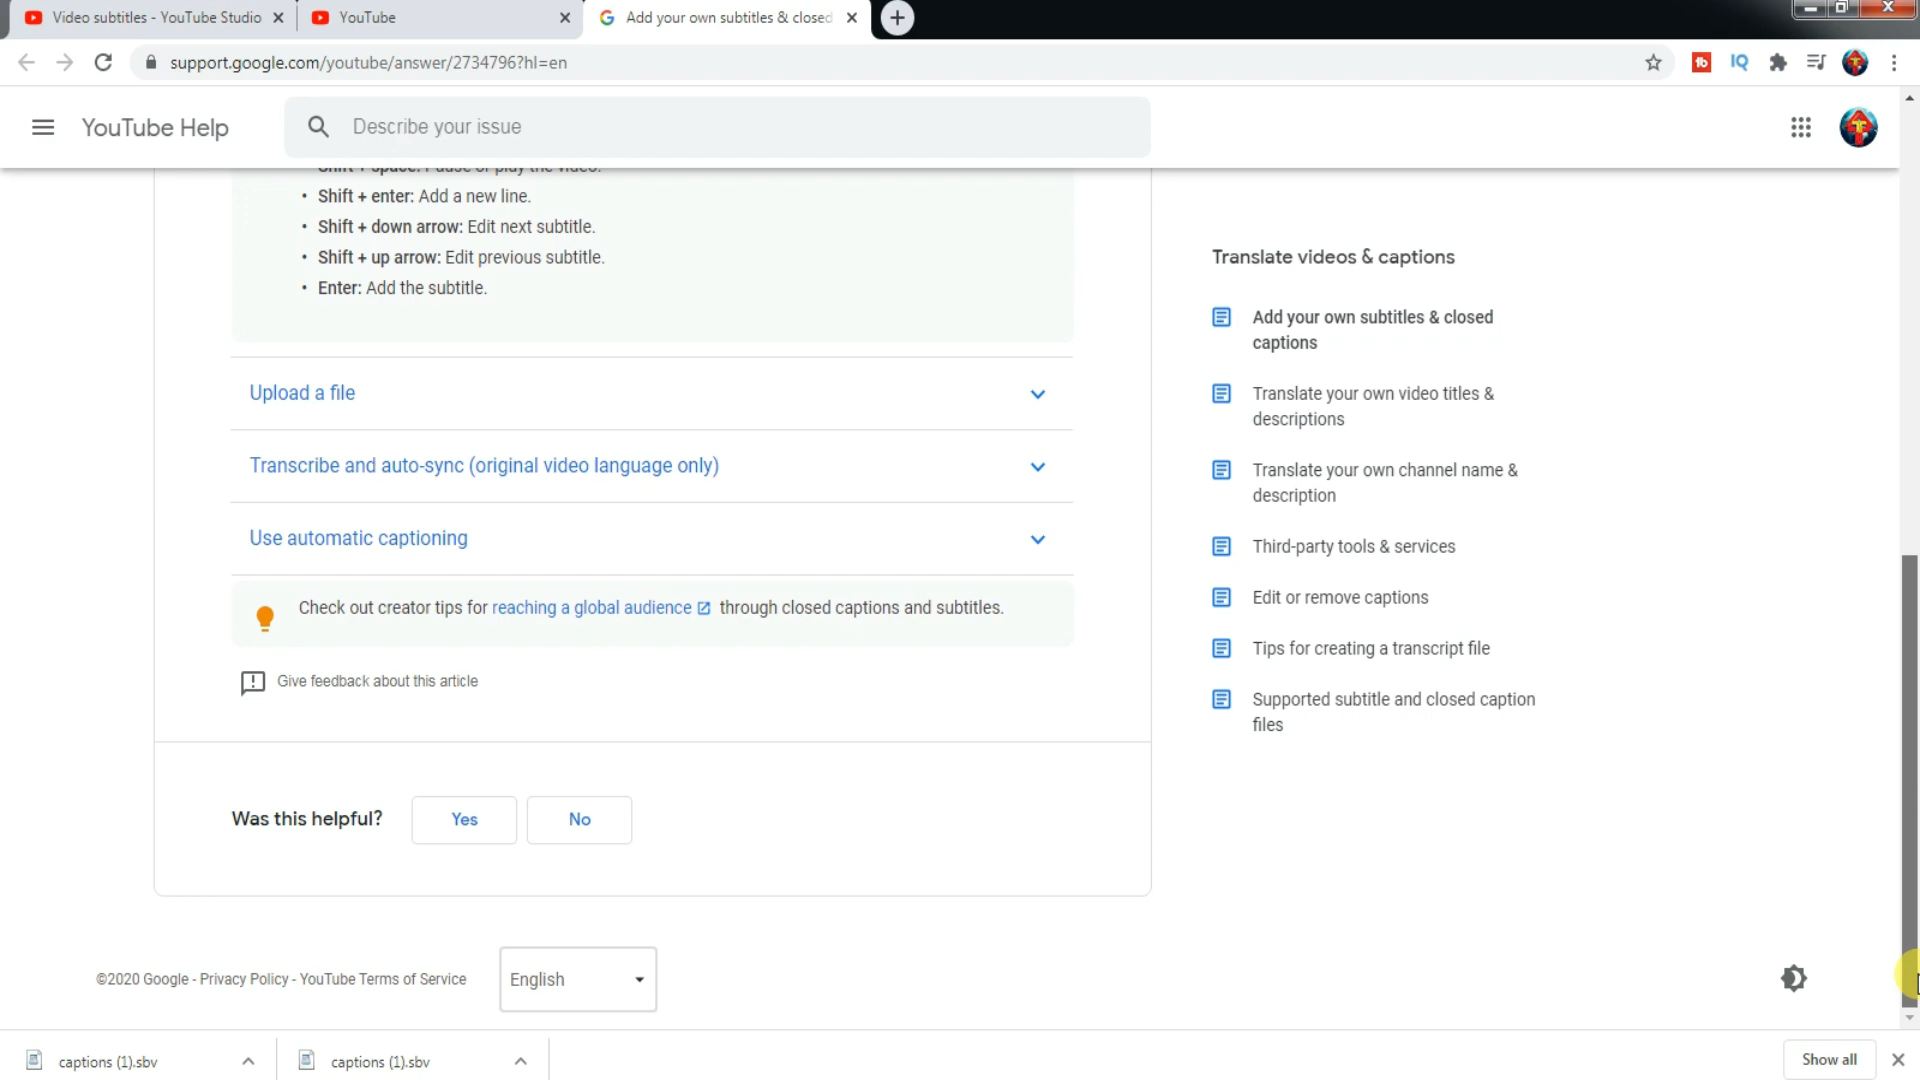 Video subtitles - YouTube Studio
YouTube
Add your own subtitles & closed
support.google.com/youtube/answer/2734796?hl=en
YouTube Help
Describe your issue
Shift + space: Pause or play the video.
• Shift + enter: Add a new line.
• Shift + down arrow: Edit next subtitle.
• Shift + up arrow: Edit previous subtitle.
• Enter: Add the subtitle.
Upload a file
Transcribe and auto-sync (original video language only)
Use automatic captioning
Check out creator tips for reaching a global audience through closed captions and subtitles.
Give feedback about this article
Was this helpful?
Yes
No
Translate videos & captions
Add your own subtitles & closed
captions
Translate your own video titles &
descriptions
Translate your own channel name &
description
Third-party tools & services
Edit or remove captions
Tips for creating a transcript file
Supported subtitle and closed caption
files
©2020 Google - Privacy Policy - YouTube Terms of Service
English
captions (1).sbv
captions (1).sbv
Show all